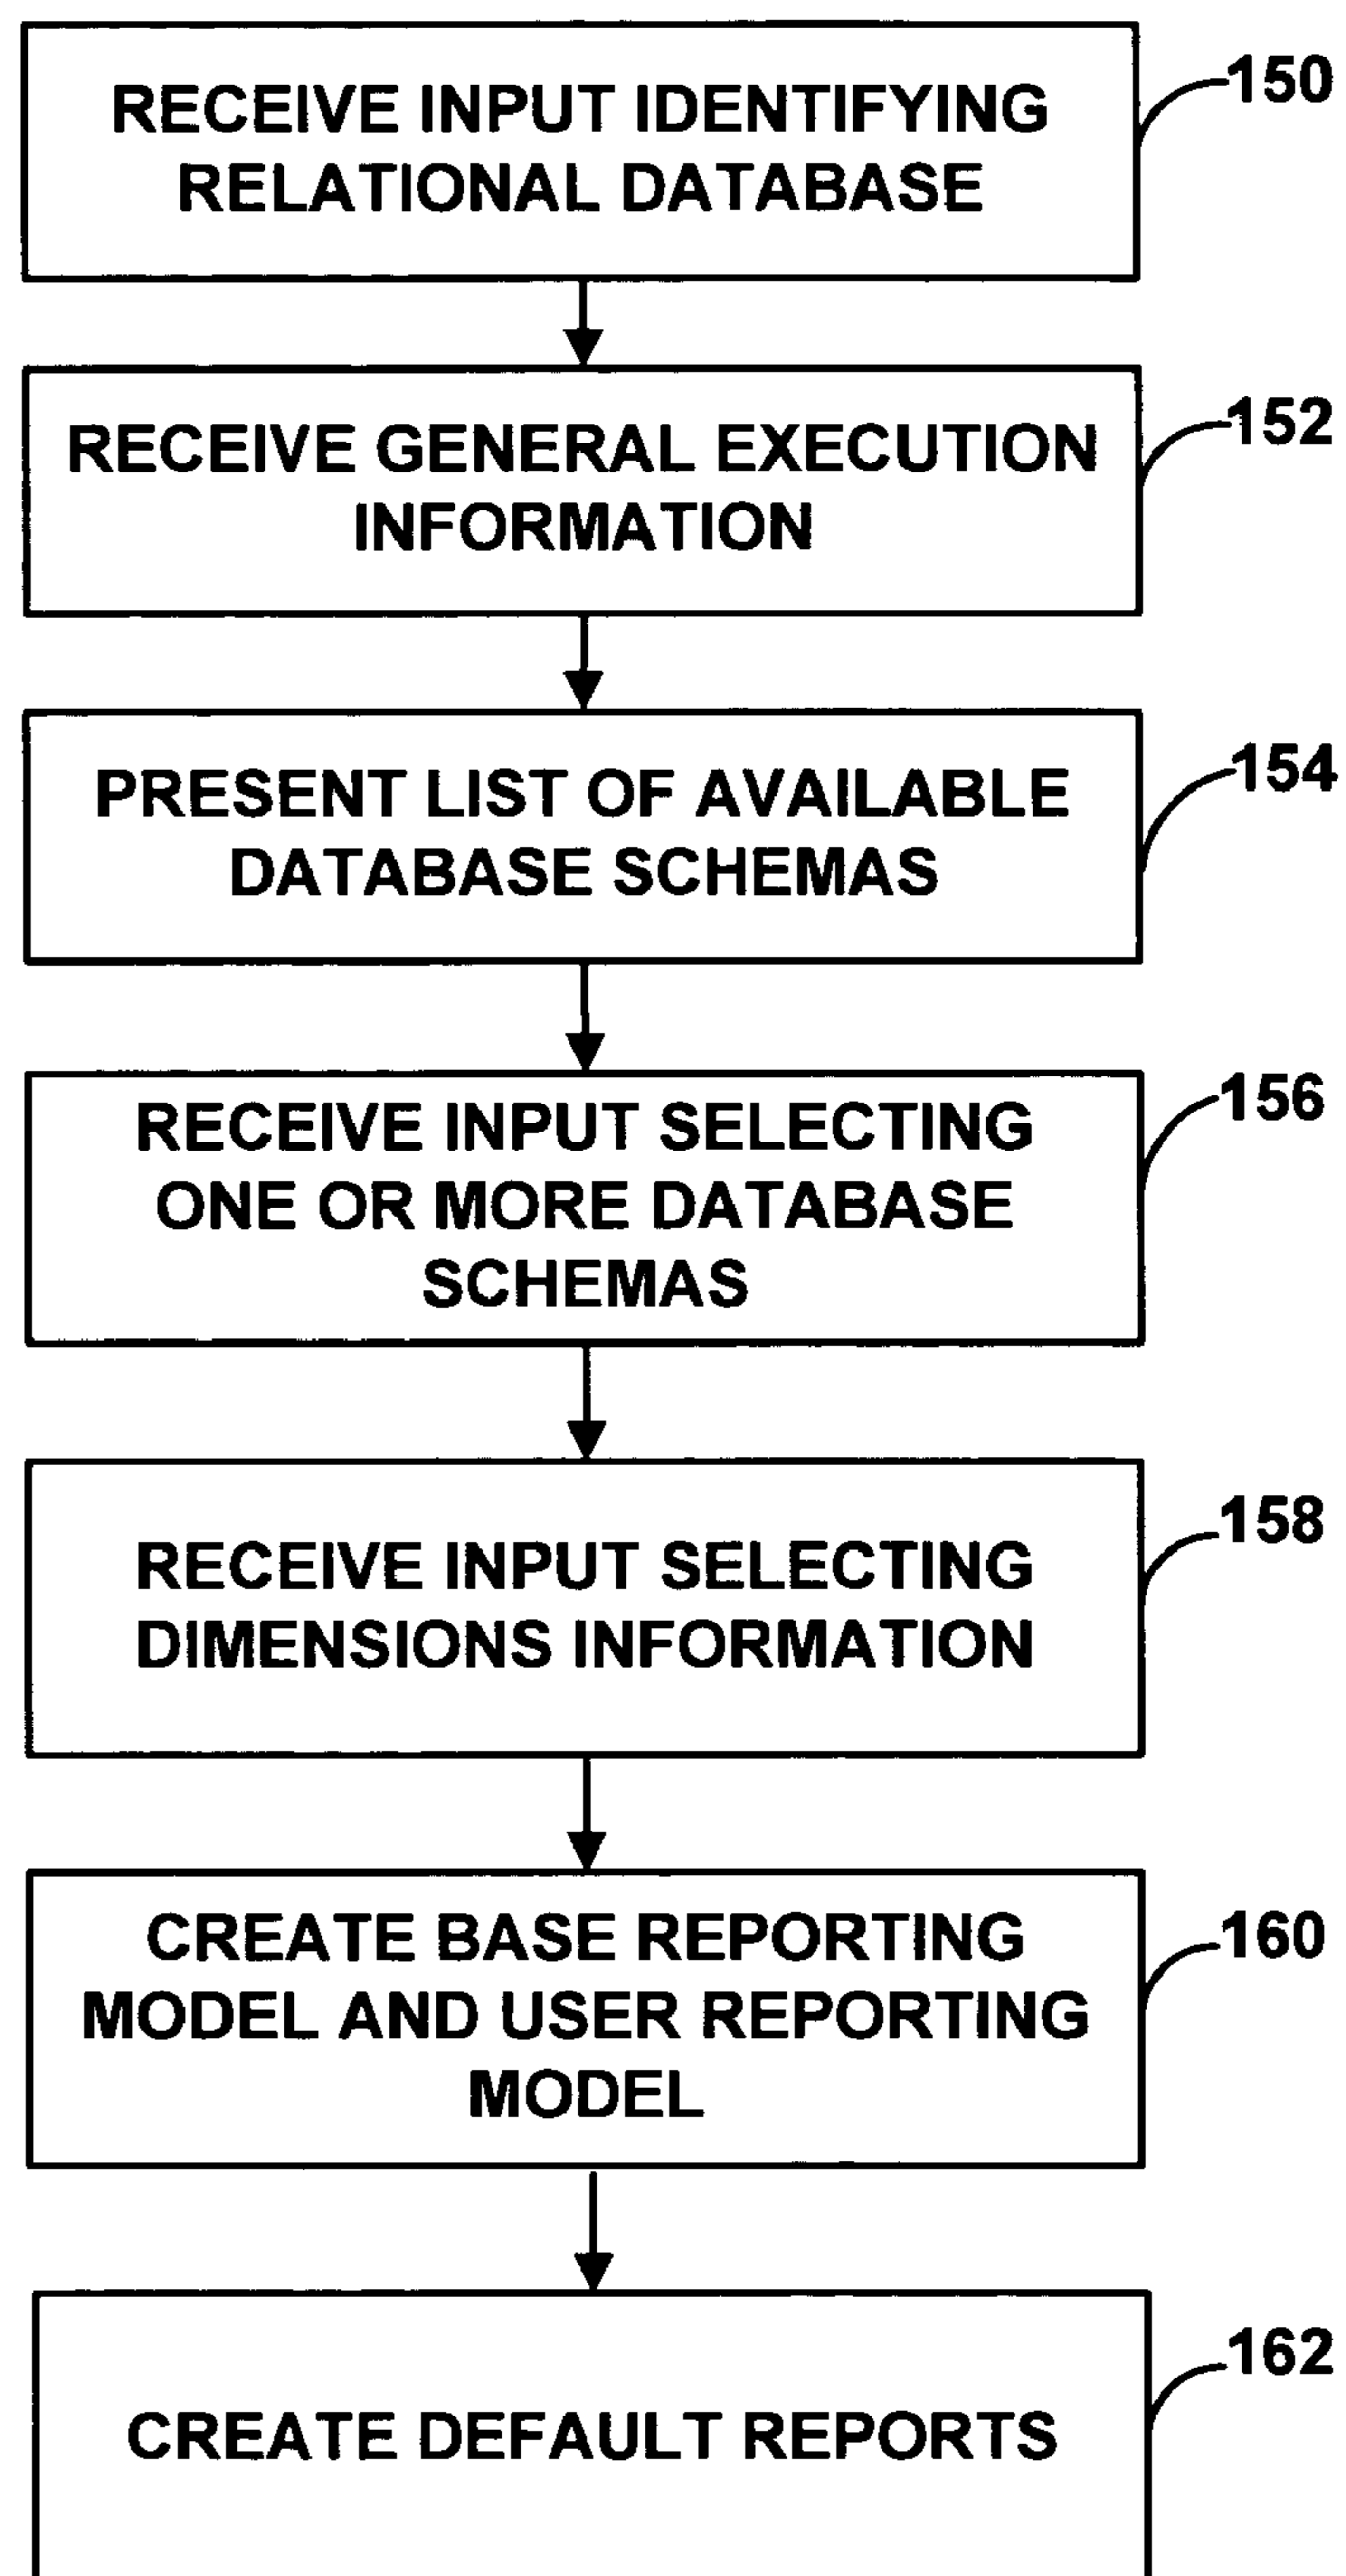 RECEIVE INPUT IDENTIFYING
RELATIONAL DATABASE
150
RECEIVE GENERAL EXECUTION
INFORMATION
152
PRESENT LIST OF AVAILABLE
DATABASE SCHEMAS
154
RECEIVE INPUT SELECTING
ONE OR MORE DATABASE
SCHEMAS
156
RECEIVE INPUT SELECTING
DIMENSIONS INFORMATION
158
CREATE BASE REPORTING
MODEL AND USER REPORTING
MODEL
160
CREATE DEFAULT REPORTS
162